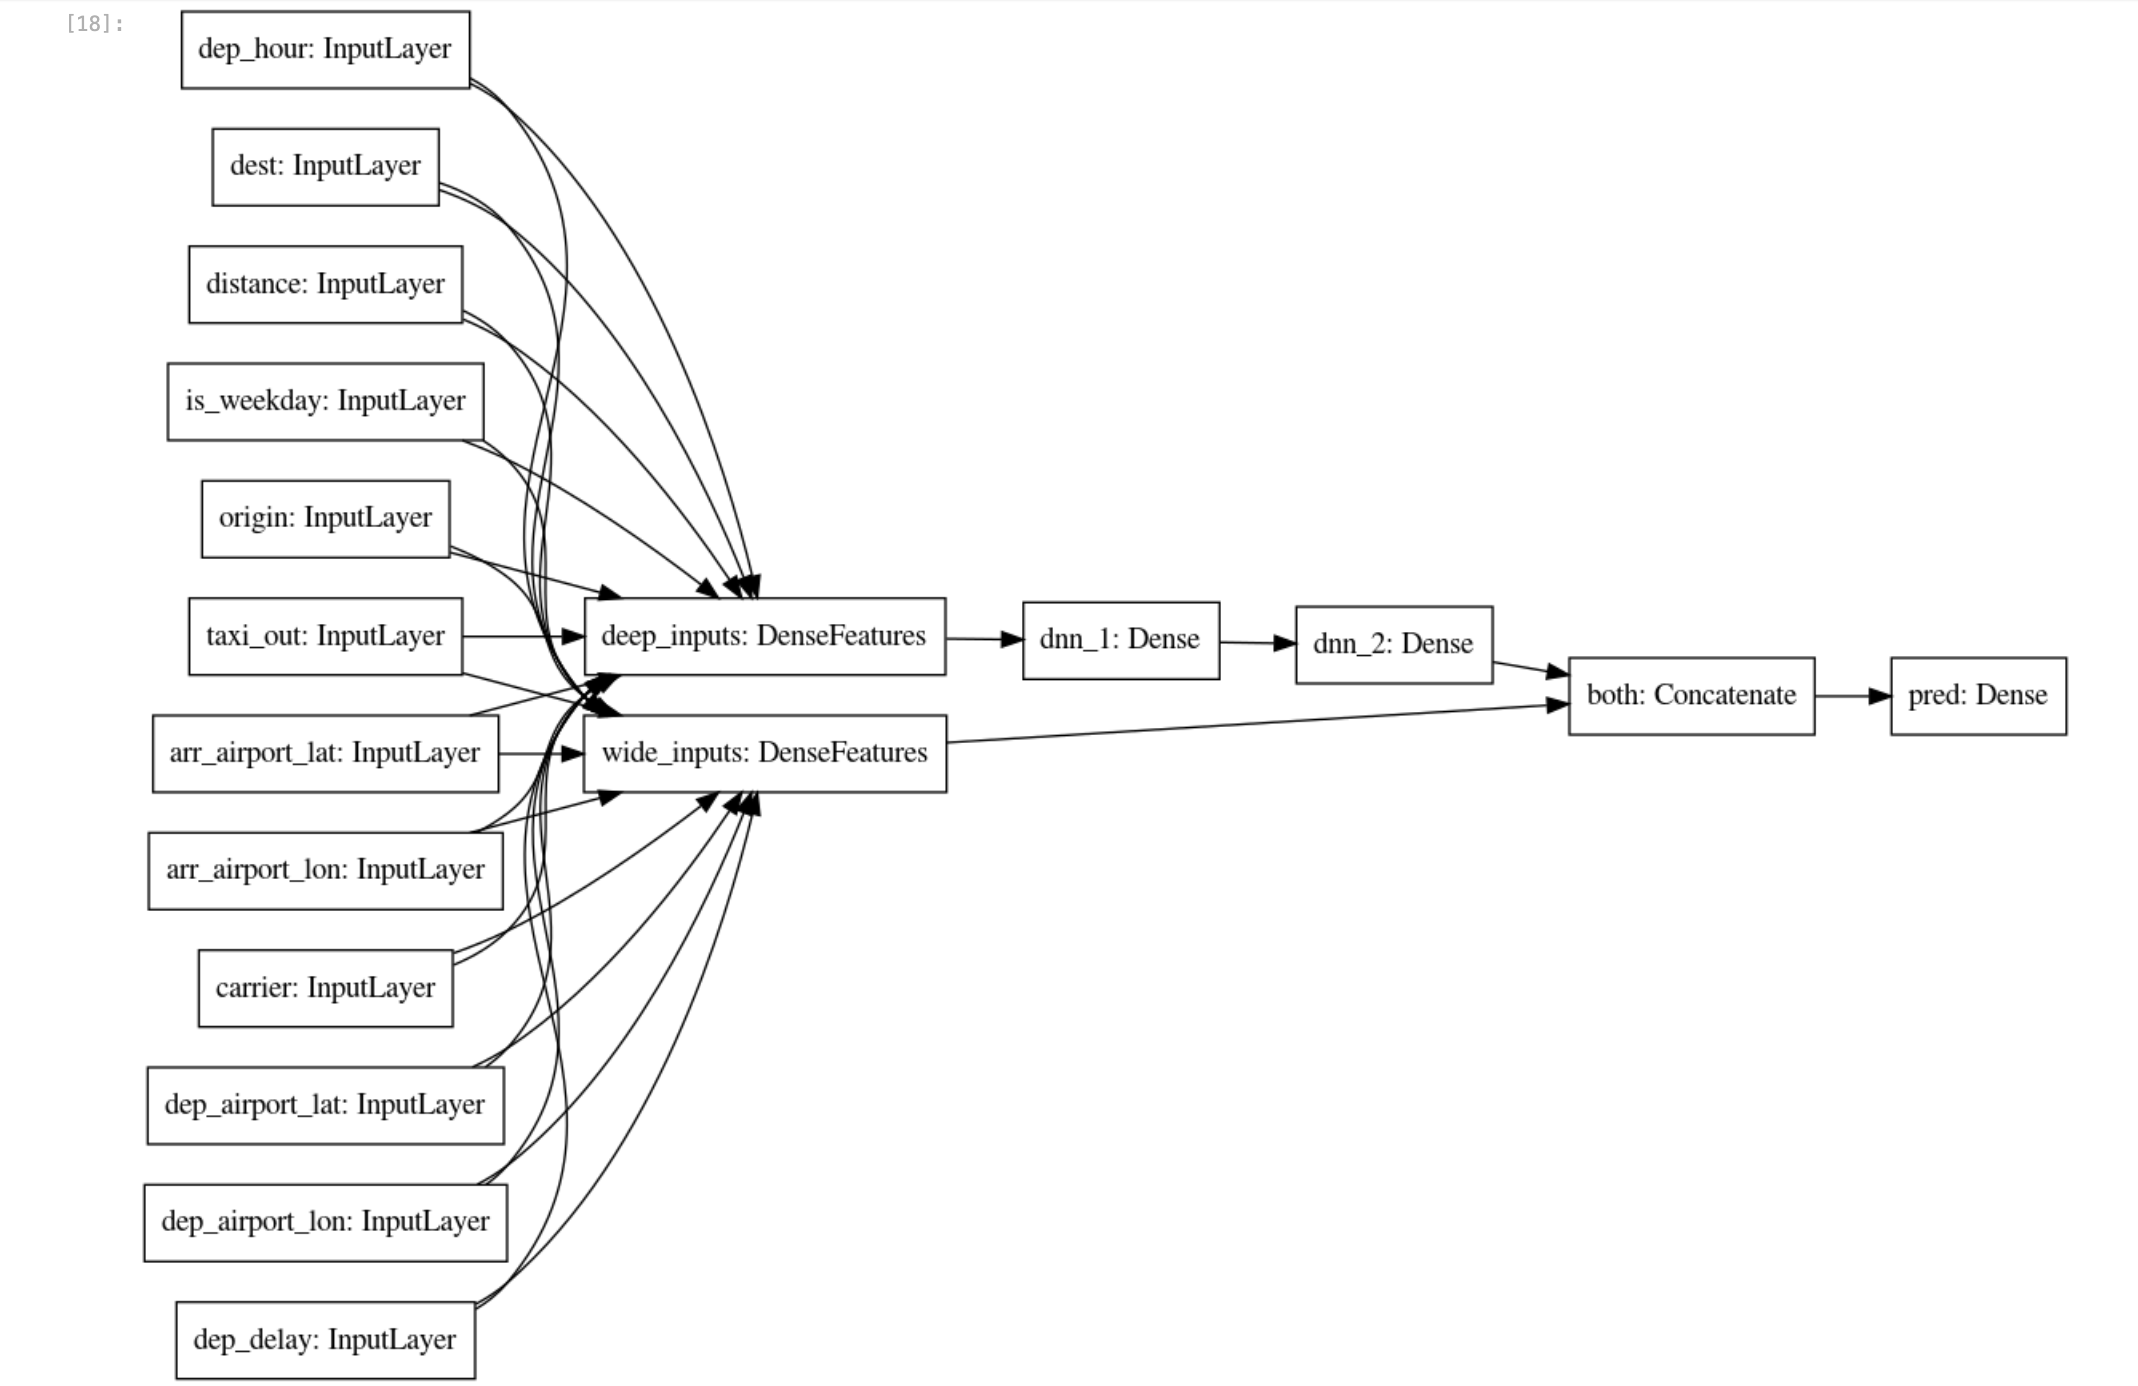 [18]:
dep_hour: InputLayer
dest: InputLayer
distance: InputLayer
is_weekday: InputLayer
origin: InputLayer
taxi_out: InputLayer
arr_airport_lat: InputLayer
arr_airport_lon: InputLayer
carrier: InputLayer
dep_airport_lat: InputLayer
dep_airport_lon: InputLayer
dep_delay: InputLayer
deep_inputs: DenseFeatures
wide_inputs: DenseFeatures
dnn_1: Dense
dnn_2: Dense
both: Concatenate
pred: Dense